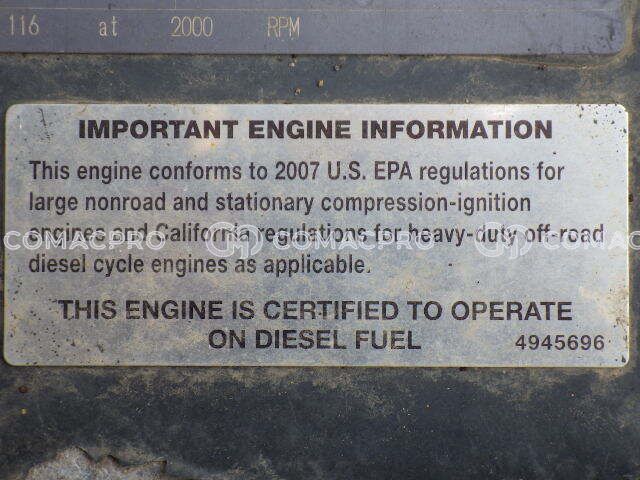 116 at 2000 RPM
IMPORTANT ENGINE INFORMATION
This engine conforms to 2007 U.S. EPA regulations for
large nonroad and stationary compression-ignition
engines and California regulations for heavy-duty off-road
diesel cycle engines as applicable.
COMACPRO COMACPRO COMAC
THIS ENGINE IS CERTIFIED TO OPERATE
ON DIESEL FUEL 4945696